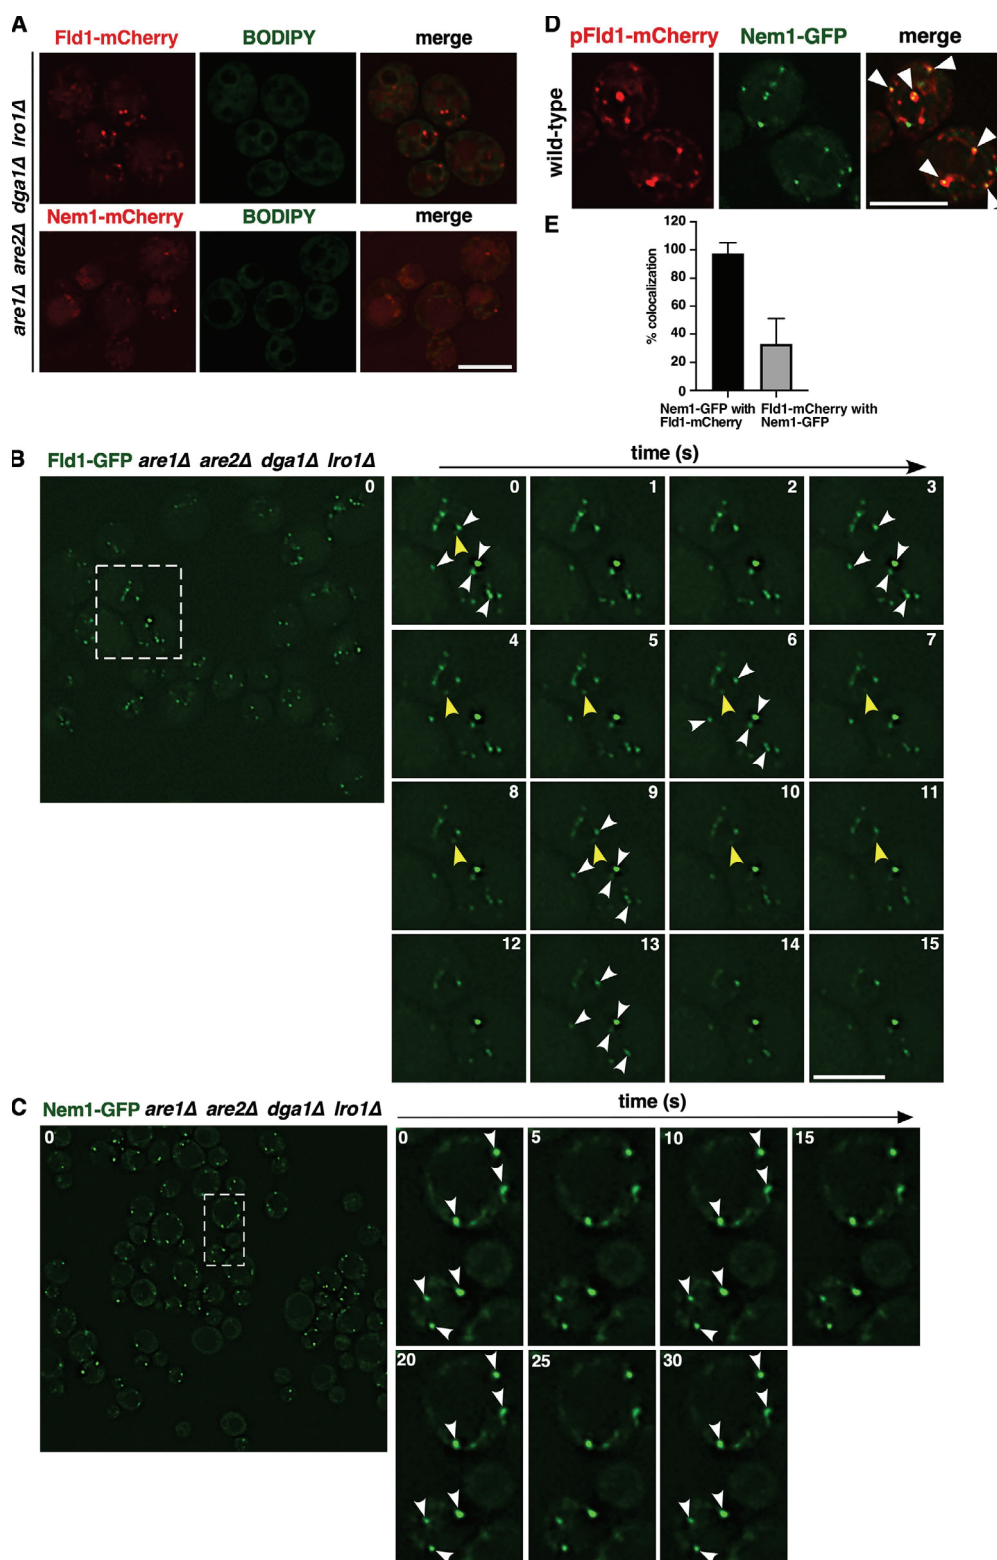 A
Fld1-mCherry BODIPY merge
are1Δ are2Δ dga1Δ lro1Δ
Nem1-mCherry BODIPY merge
D
pFld1-mCherry Nem1-GFP merge
wild-type
E
120
100
80
60
40
20
0
% colocalization
Nem1-GFP with Fld1-mCherry with
Fld1-mCherry Nem1-GFP
B
Fld1-GFP are1Δ are2Δ dga1Δ lro1Δ
time (s)
0
0 1 2 3
4 5 6 7
8 9 10 11
12 13 14 15
C
Nem1-GFP are1Δ are2Δ dga1Δ lro1Δ
time (s)
0
0 5 10 15
20 25 30